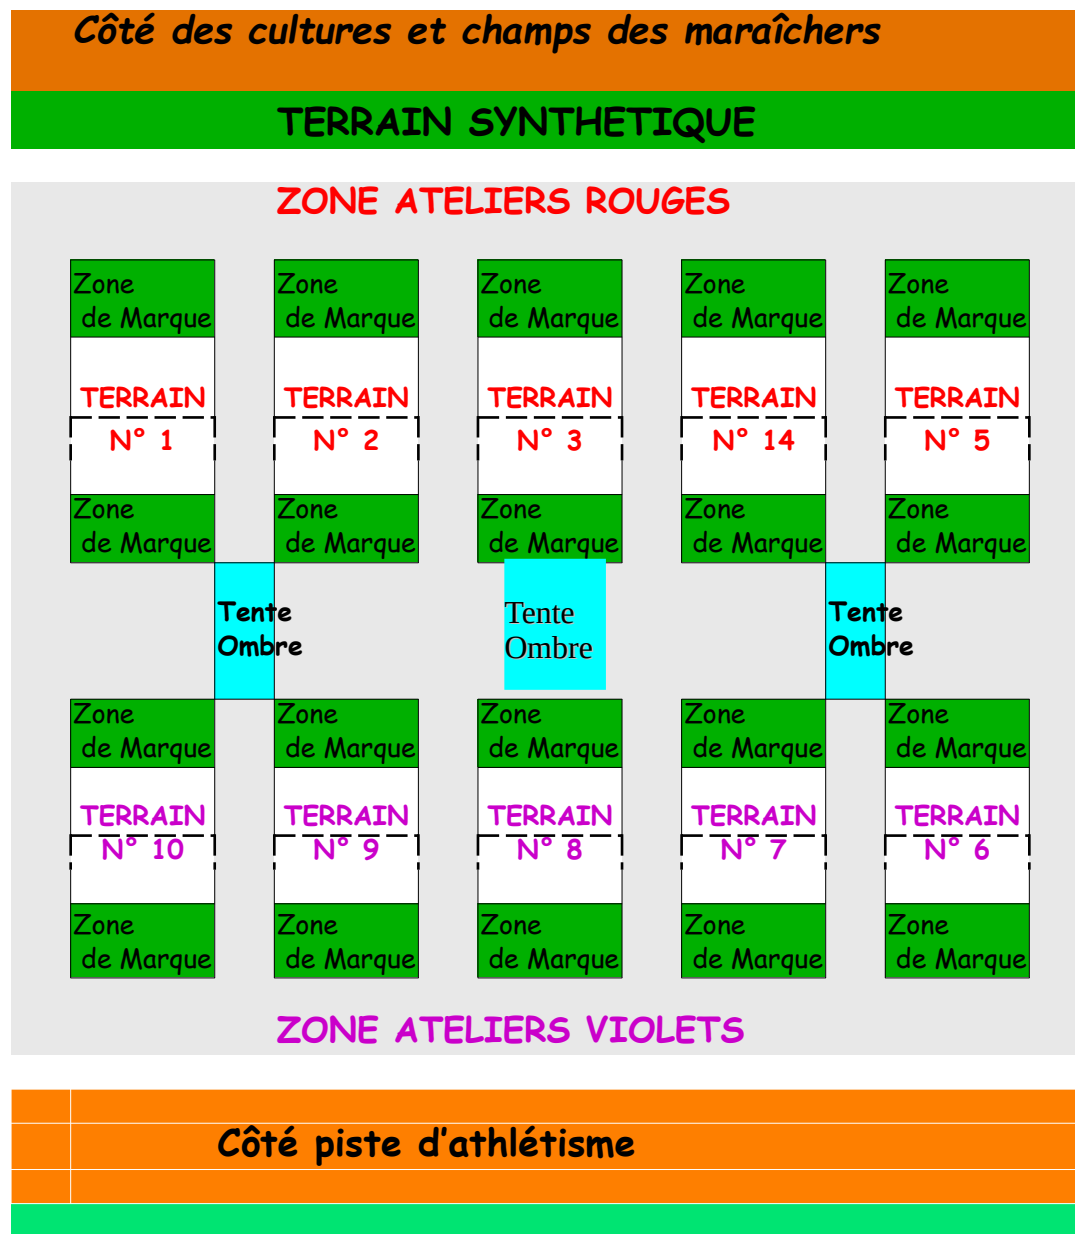 Côté des cultures et champs des maraîchers
TERRAIN SYNTHETIQUE
ZONE ATELIERS ROUGES
Zone
de Marque
Zone
de Marque
Zone
de Marque
Zone
de Marque
Zone
de Marque
TERRAIN
N° 1
TERRAIN
N° 2
TERRAIN
N° 3
TERRAIN
N° 14
TERRAIN
N° 5
Zone
de Marque
Zone
de Marque
Zone
de Marque
Zone
de Marque
Zone
de Marque
Tente
Ombre
Tente
Ombre
Tente
Ombre
Zone
de Marque
Zone
de Marque
Zone
de Marque
Zone
de Marque
Zone
de Marque
TERRAIN
N° 10
TERRAIN
N° 9
TERRAIN
N° 8
TERRAIN
N° 7
TERRAIN
N° 6
Zone
de Marque
Zone
de Marque
Zone
de Marque
Zone
de Marque
Zone
de Marque
ZONE ATELIERS VIOLETS
Côté piste d'athlétisme